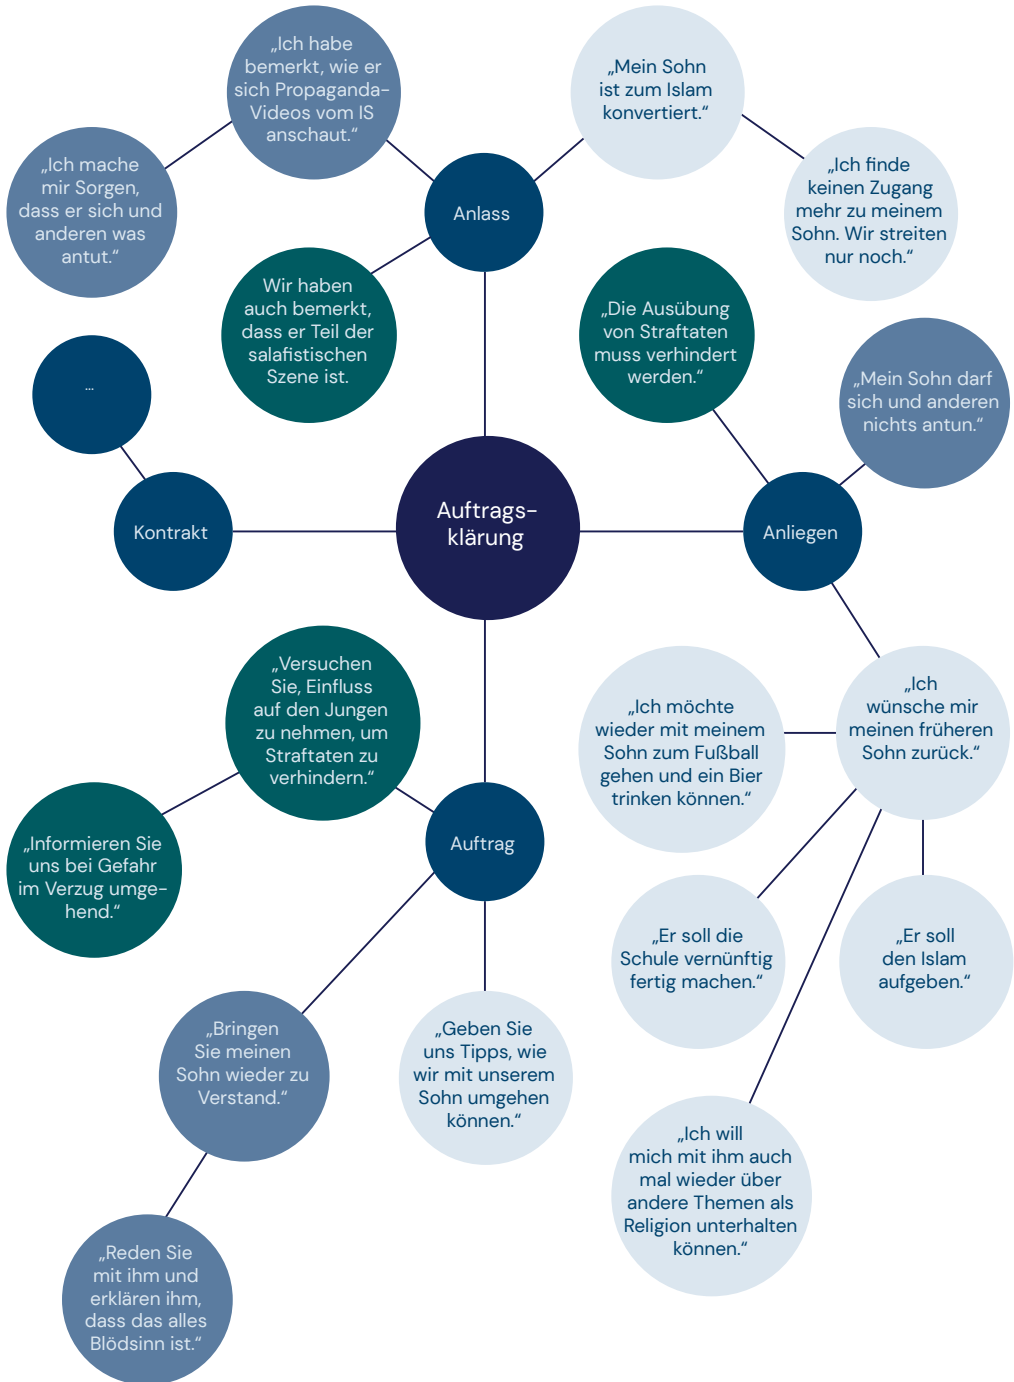 „Ich habe
bemerkt, wie er
sich Propaganda-
Videos vom IS
anschaut.“
„Mein Sohn
ist zum Islam
konvertiert.“
„Ich mache
mir Sorgen,
dass er sich und
anderen was
antut.“
„Ich finde
keinen Zugang
mehr zu meinem
Sohn. Wir streiten
nur noch.“
Anlass
Wir haben
auch bemerkt,
dass er Teil der
salafistischen
Szene ist.
„Die Ausübung
von Straftaten
muss verhindert
werden.“
„Mein Sohn darf
sich und anderen
nichts antun.“
...
Auftrags-
klärung
Kontrakt
Anliegen
„Versuchen
Sie, Einfluss
auf den Jungen
zu nehmen, um
Straftaten zu
verhindern.“
„Ich möchte
wieder mit meinem
Sohn zum Fußball
gehen und ein Bier
trinken können.“
„Ich
wünsche mir
meinen früheren
Sohn zurück.“
„Informieren Sie
uns bei Gefahr
im Verzug umge-
hend.“
Auftrag
„Er soll die
Schule vernünftig
fertig machen.“
„Er soll
den Islam
aufgeben.“
„Bringen
Sie meinen
Sohn wieder zu
Verstand.“
„Geben Sie
uns Tipps, wie
wir mit unserem
Sohn umgehen
können.“
„Ich will
mich mit ihm auch
mal wieder über
andere Themen als
Religion unterhalten
können.“
„Reden Sie
mit ihm und
erklären ihm,
dass das alles
Blödsinn ist.“